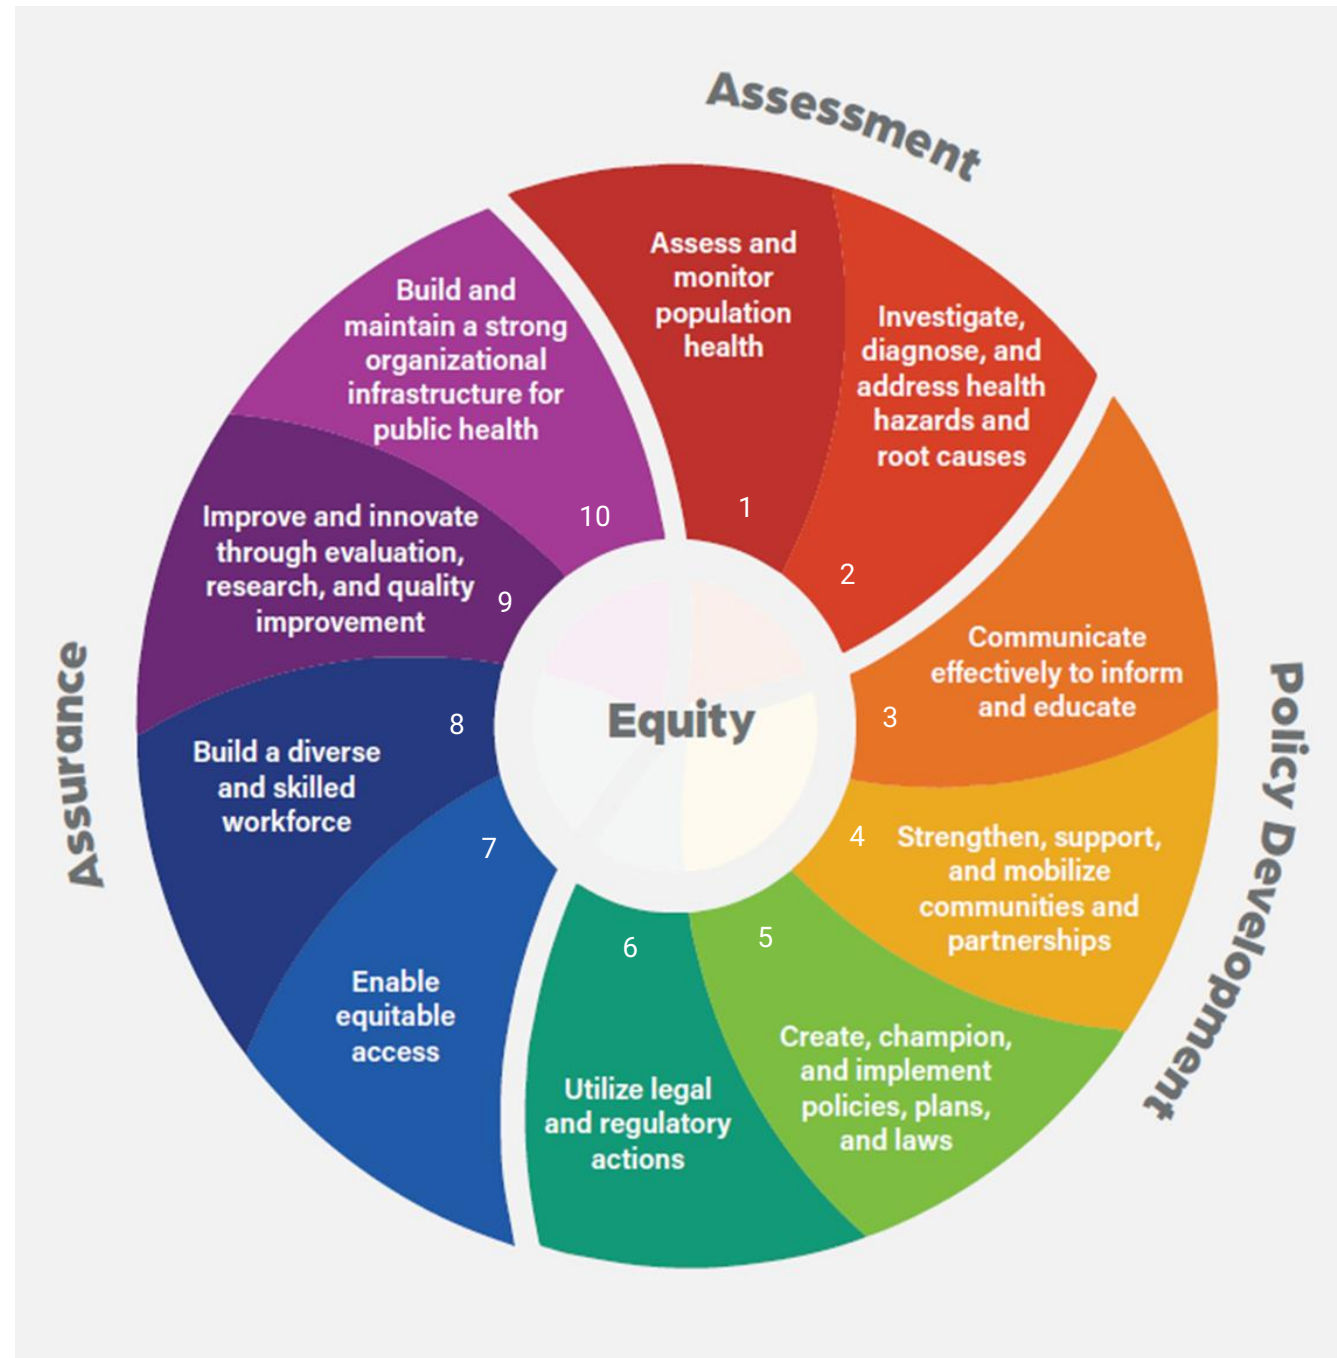 Assessment
Assess and
monitor
population
health
1
Investigate,
diagnose, and
address health
hazards and
root causes
2
Policy Development
Communicate
effectively to inform
and educate
3
Strengthen, support,
and mobilize
communities and
partnerships
4
Create, champion,
and implement
policies, plans,
and laws
5
Utilize legal
and regulatory
actions
6
Assurance
Enable
equitable
access
7
Build a diverse
and skilled
workforce
8
Improve and innovate
through evaluation,
research, and quality
improvement
9
Build and
maintain a strong
organizational
infrastructure for
public health
10
Equity